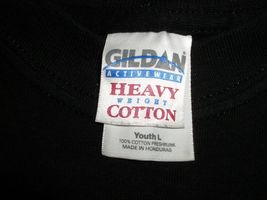 GILDAN
ACTIVEWEAR
HEAVY
WEIGHT
COTTON
Youth L
100% COTTON PRESHRUNK
MADE IN HONDURAS